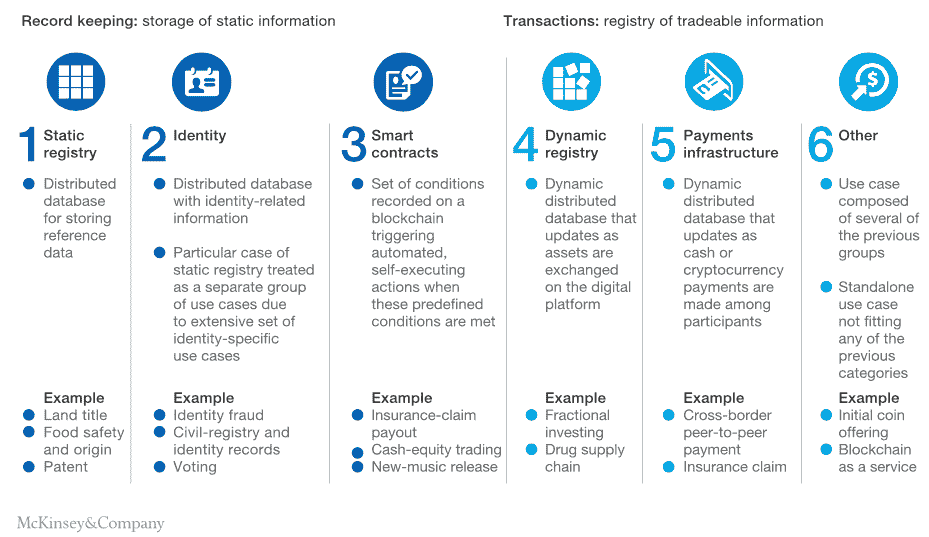 Record keeping: storage of static information
Transactions: registry of tradeable information
1 Static
registry
Distributed
database
for storing
reference
data
Example
Land title
Food safety
and origin
Patent
2 Identity
Distributed database
with identity-related
information
Particular case of
static registry treated
as a separate group
of use cases due
to extensive set of
identity-specific
use cases
Example
Identity fraud
Civil-registry and
identity records
Voting
3 Smart
contracts
Set of conditions
recorded on a
blockchain
triggering
automated,
self-executing
actions when
these predefined
conditions are met
Example
Insurance-claim
payout
Cash-equity trading
New-music release
4 Dynamic
registry
Dynamic
distributed
database that
updates as
assets are
exchanged
on the digital
platform
Example
Fractional
investing
Drug supply
chain
5 Payments
infrastructure
Dynamic
distributed
database that
updates as
cash or
cryptocurrency
payments are
made among
participants
Example
Cross-border
peer-to-peer
payment
Insurance claim
$
6 Other
Use case
composed
of several of
the previous
groups
Standalone
use case
not fitting
any of the
previous
categories
Example
Initial coin
offering
Blockchain
as a service
McKinsey&Company